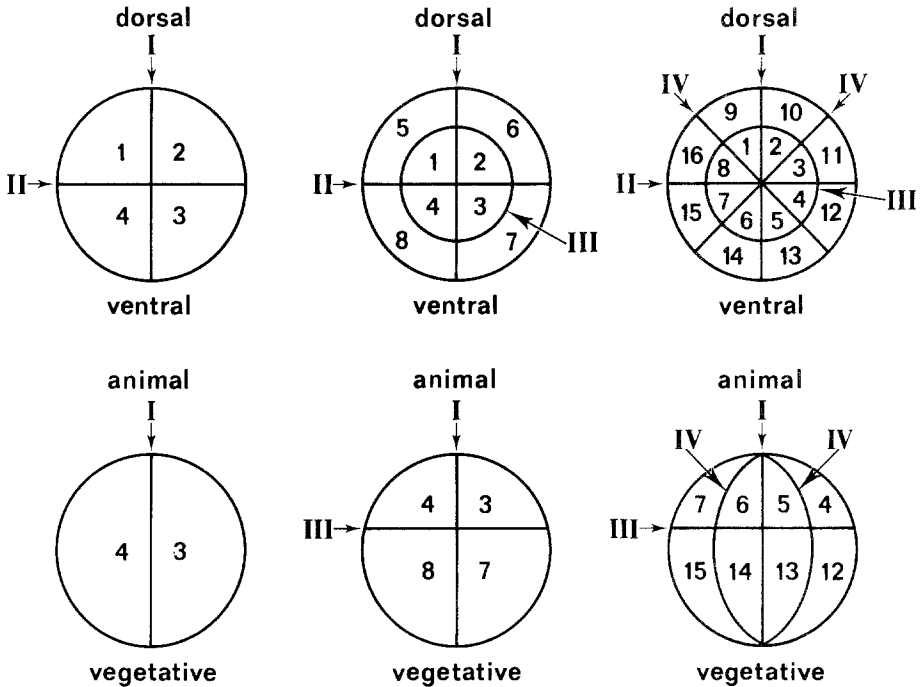 dorsal dorsal dorsal
I I I
IV IV
9 10
5 6
1 2 1 2 16 1 2 11
8 3
II II II
4 3 4 3 7 4 III
15 6 5 12
8 7 III
14 13
ventral ventral ventral
animal animal animal
I I I
IV IV
4 3 7 6 5 4
III III
4 3
8 7 15 14 13 12
vegetative vegetative vegetative